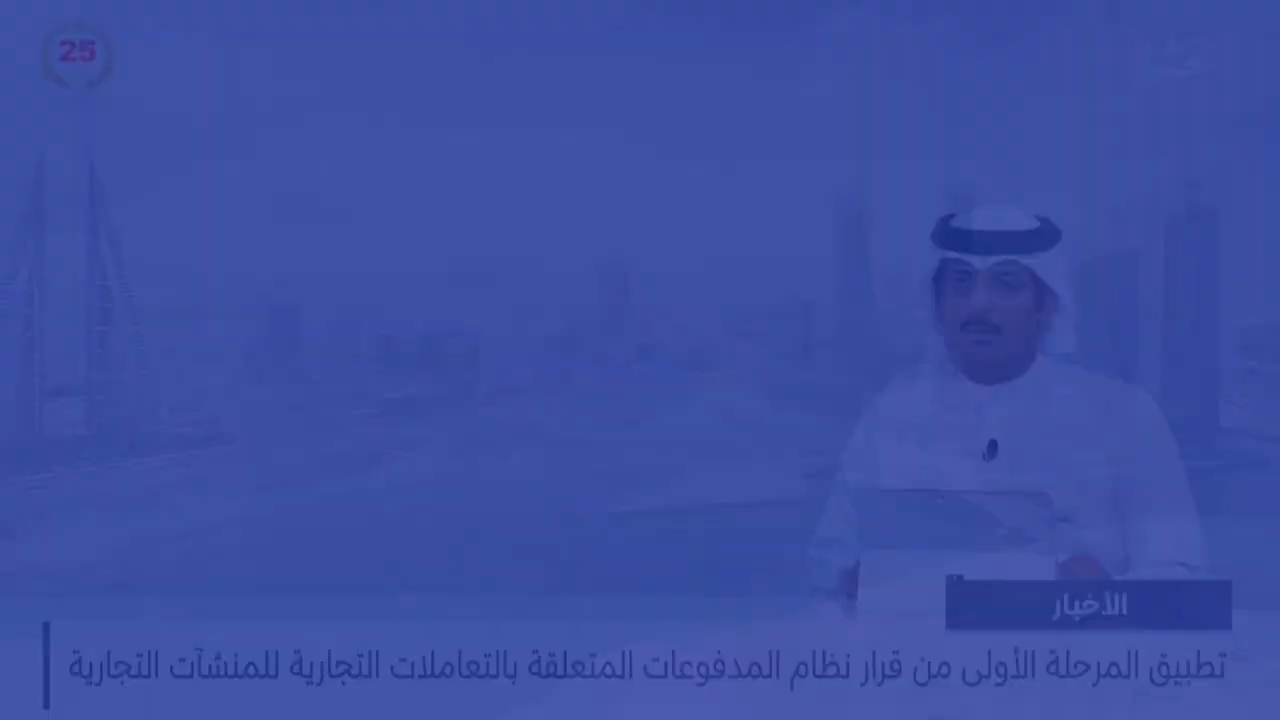 25
الأخبار
تطبيق المرحلة الأولى من قرار نظام المدفوعات المتعلقة بالتعاملات التجارية للمنشآت التجارية